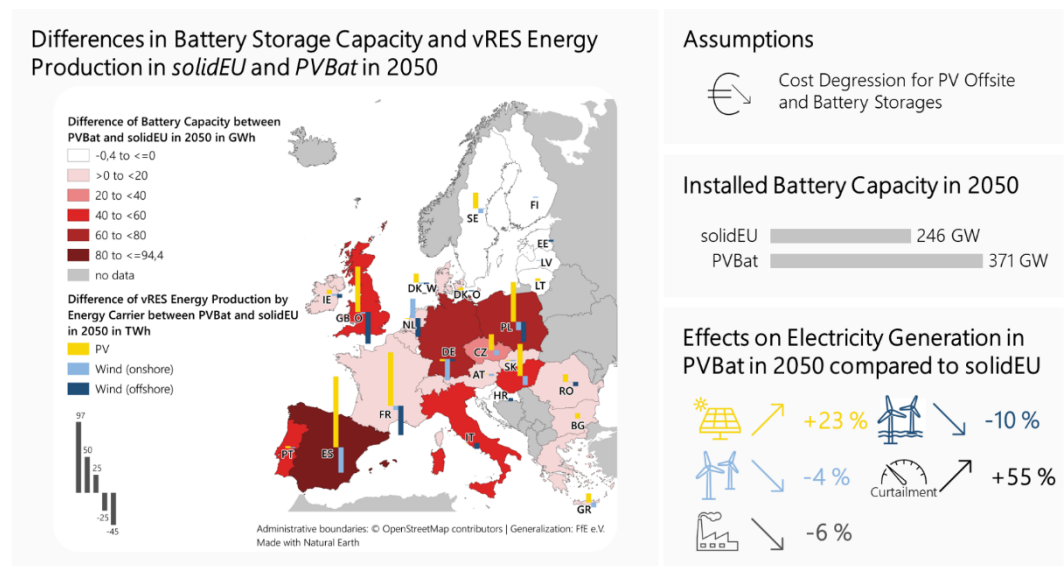 Differences in Battery Storage Capacity and vRES Energy
Production in solidEU and PVBat in 2050
Difference of Battery Capacity between
PVBat and solidEU in 2050 in GWh
-0,4 to <=0
>0 to <20
20 to <40
40 to <60
60 to <80
80 to <=94,4
no data
Difference of vRES Energy Production by
Energy Carrier between PVBat and solidEU
in 2050 in TWh
PV
Wind (onshore)
Wind (offshore)
97
50
25
-25
-45
SE
FI
EE
LV
LT
DK_W
DK_O
IE
GB_O
NL
PL
DE
CZ
SK
AT
FR
HR
RO
BG
IT
PT
ES
GR
Administrative boundaries: © OpenStreetMap contributors | Generalization: FfE e.V.
Made with Natural Earth
Assumptions
Cost Degression for PV Offsite
and Battery Storages
Installed Battery Capacity in 2050
solidEU 246 GW
PVBat 371 GW
Effects on Electricity Generation in
PVBat in 2050 compared to solidEU
+23 %
-10 %
-4 %
Curtailment
+55 %
-6 %